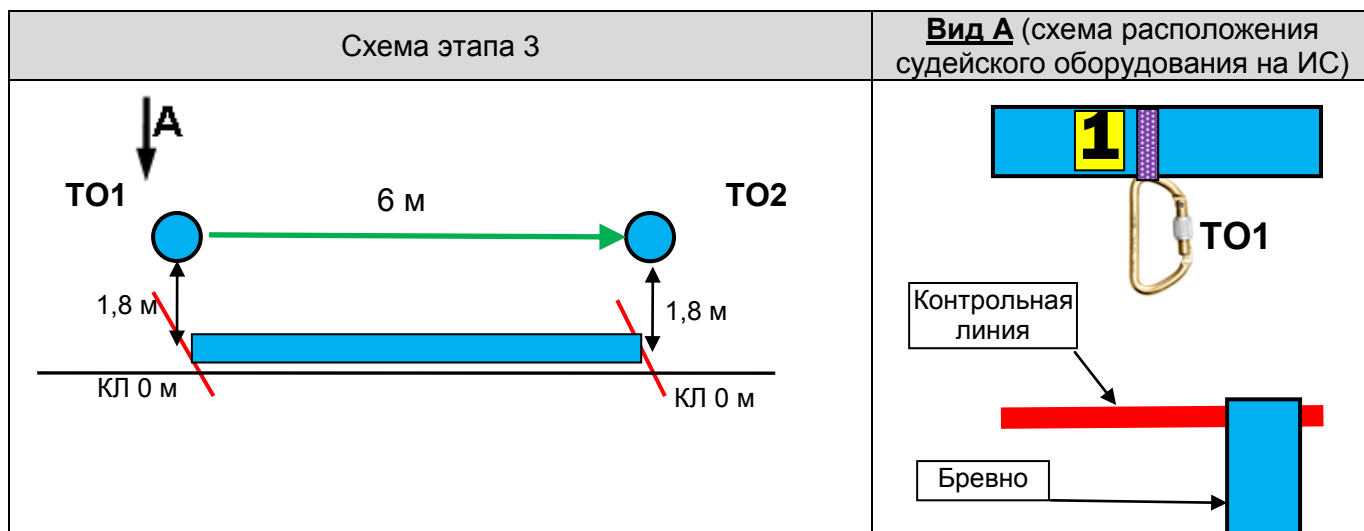 Схема этапа 3
Вид А (схема расположения
судейского оборудования на ИС)
А
ТО1
6 м
ТО2
1,8 м
1,8 м
КЛ 0 м
КЛ 0 м
1
ТО1
Контрольная
линия
Бревно